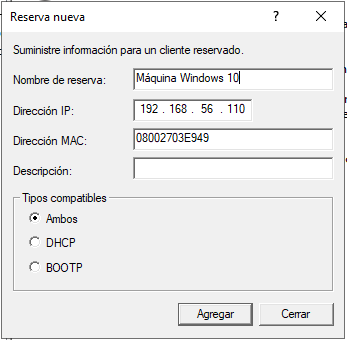 Reserva nueva
Suministre información para un cliente reservado.
Nombre de reserva: Máquina Windows 10
Dirección IP: 192 . 168 . 56 . 110
Dirección MAC: 08002703E949
Descripción:
Tipos compatibles
Ambos
DHCP
BOOTP
Agregar Cerrar